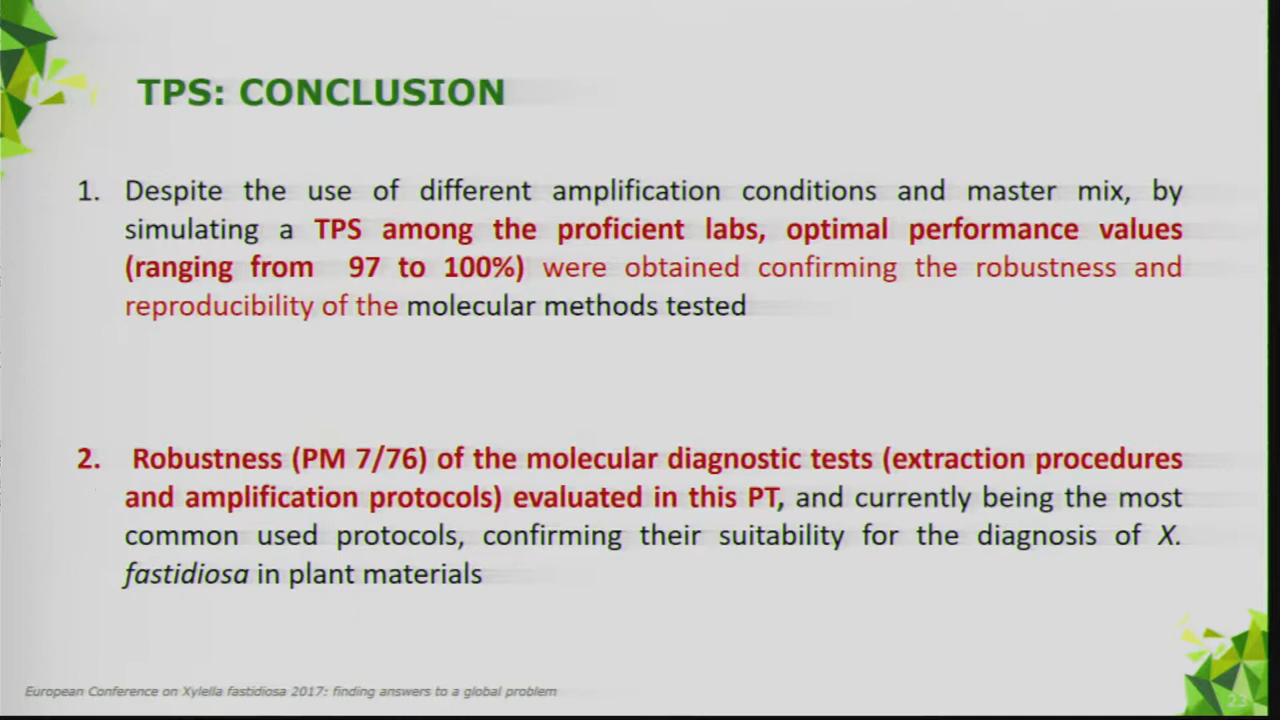 TPS: CONCLUSION
1. Despite the use of different amplification conditions and master mix, by
simulating a TPS among the proficient labs, optimal performance values
(ranging from 97 to 100%) were obtained confirming the robustness and
reproducibility of the molecular methods tested
2. Robustness (PM 7/76) of the molecular diagnostic tests (extraction procedures
and amplification protocols) evaluated in this PT, and currently being the most
common used protocols, confirming their suitability for the diagnosis of X.
fastidiosa in plant materials
European Conference on Xylella fastidiosa 2017: finding answers to a global problem
23